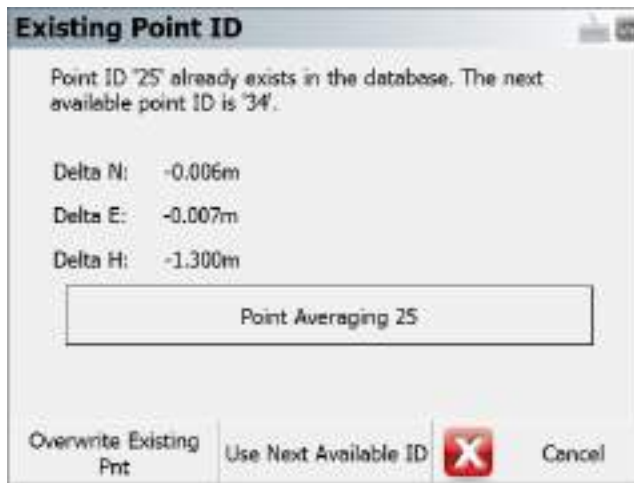 Existing Point ID
Point ID '25' already exists in the database. The next
available point ID is '34'.
Delta N: -0.006m
Delta E: -0.007m
Delta H: -1.300m
Point Averaging 25
Overwrite Existing
Pnt
Use Next Available ID
Cancel